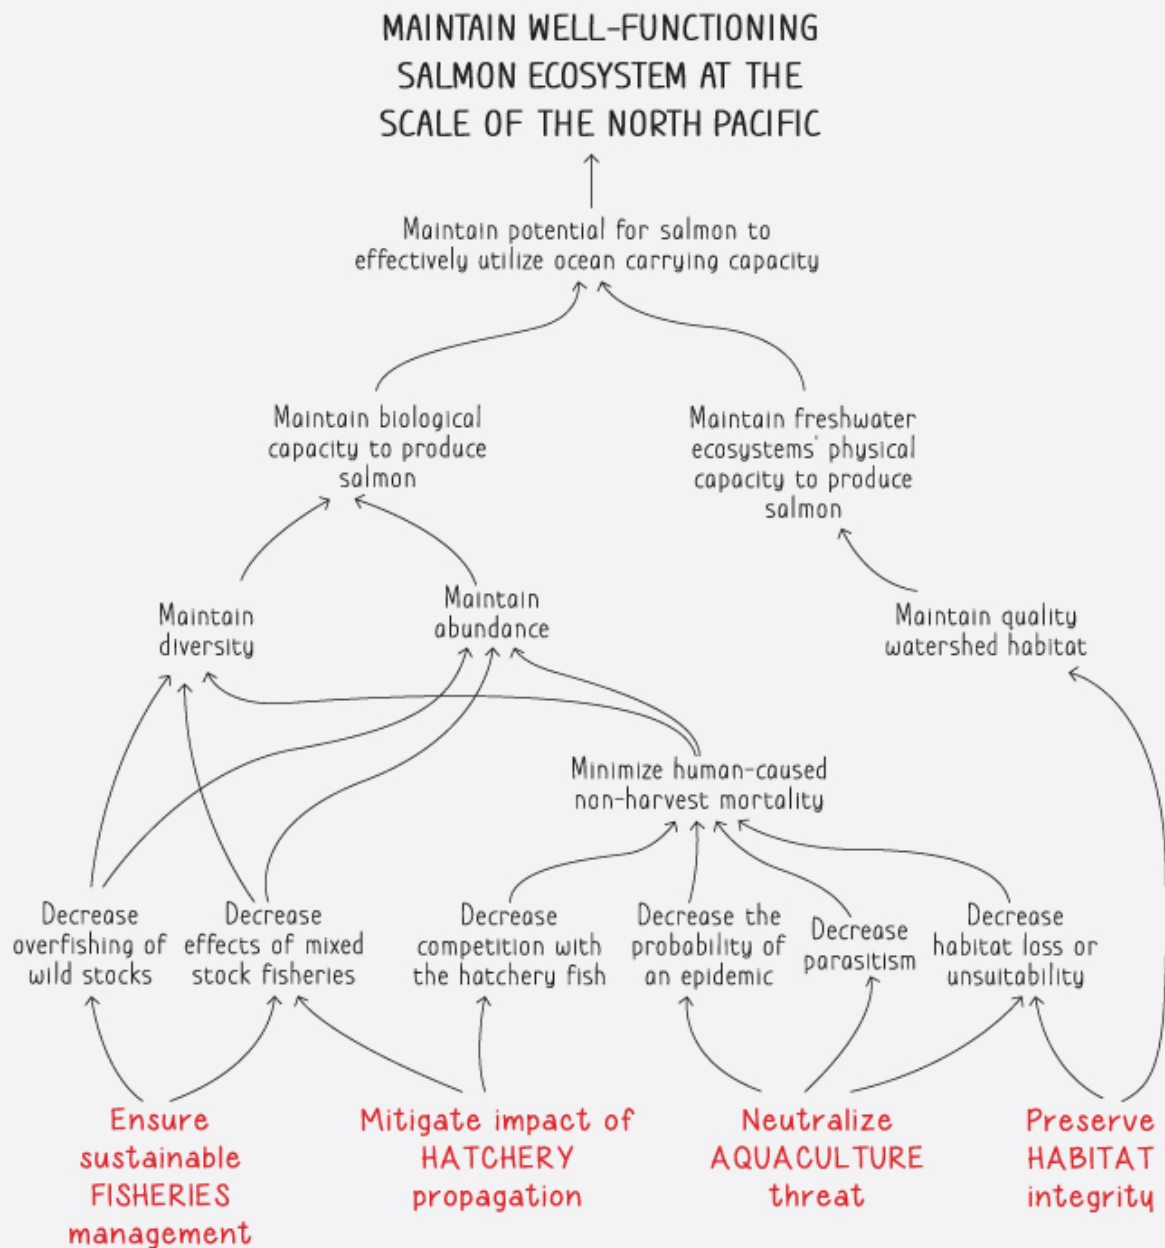 MAINTAIN WELL-FUNCTIONING
SALMON ECOSYSTEM AT THE
SCALE OF THE NORTH PACIFIC
Maintain potential for salmon to
effectively utilize ocean carrying capacity
Maintain biological
capacity to produce
salmon
Maintain freshwater
ecosystems' physical
capacity to produce
salmon
Maintain
diversity
Maintain
abundance
Maintain quality
watershed habitat
Minimize human-caused
non-harvest mortality
Decrease
overfishing of
wild stocks
Decrease
effects of mixed
stock fisheries
Decrease
competition with
the hatchery fish
Decrease the
probability of
an epidemic
Decrease
parasitism
Decrease
habitat loss or
unsuitability
Ensure
sustainable
FISHERIES
management
Mitigate impact of
HATCHERY
propagation
Neutralize
AQUACULTURE
threat
Preserve
HABITAT
integrity